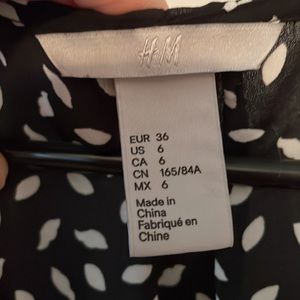 H&M
EUR 36
US 6
CA 6
CN 165/84A
MX 6
Made in
China
Fabriqué en
Chine